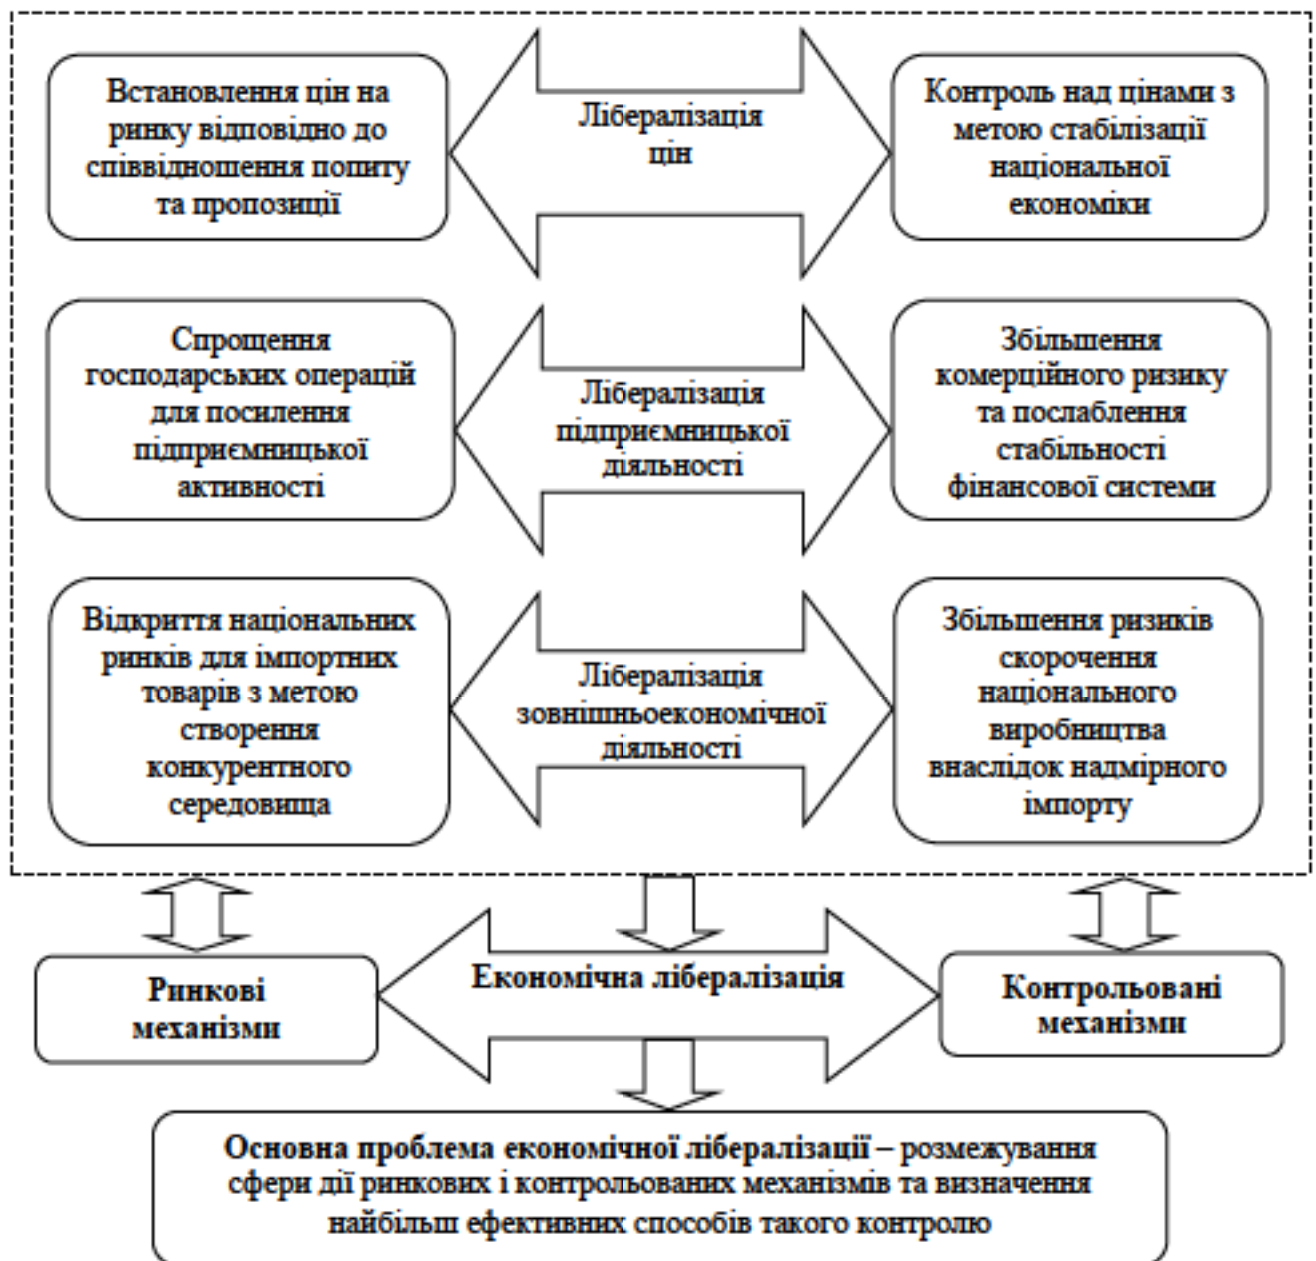 Встановлення цін на
ринку відповідно до
співвідношення попиту
та пропозиції
Лібералізація
цін
Контроль над цінами з
метою стабілізації
національної
економіки
Спрощення
господарських операцій
для посилення
підприємницької
активності
Лібералізація
підприємницької
діяльності
Збільшення
комерційного ризику
та послаблення
стабільності
фінансової системи
Відкриття національних
ринків для імпортних
товарів з метою
створення
конкурентного
середовища
Лібералізація
зовнішньоекономічної
діяльності
Збільшення ризиків
скорочення
національного
виробництва
внаслідок надмірного
імпорту
Ринкові
механізми
Економічна лібералізація
Контрольовані
механізми
Основна проблема економічної лібералізації – розмежування
сфери дії ринкових і контрольованих механізмів та визначення
найбільш ефективних способів такого контролю